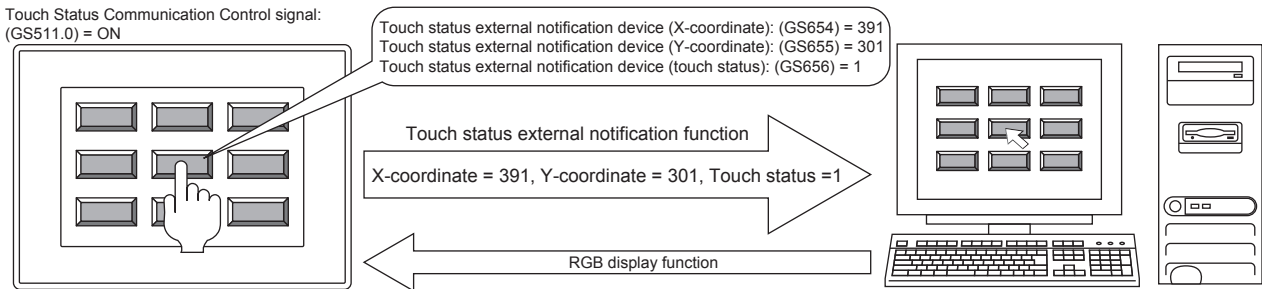 Touch Status Communication Control signal:
(GS511.0) = ON
Touch status external notification device (X-coordinate): (GS654) = 391
Touch status external notification device (Y-coordinate): (GS655) = 301
Touch status external notification device (touch status): (GS656) = 1
Touch status external notification function
X-coordinate = 391, Y-coordinate = 301, Touch status =1
RGB display function